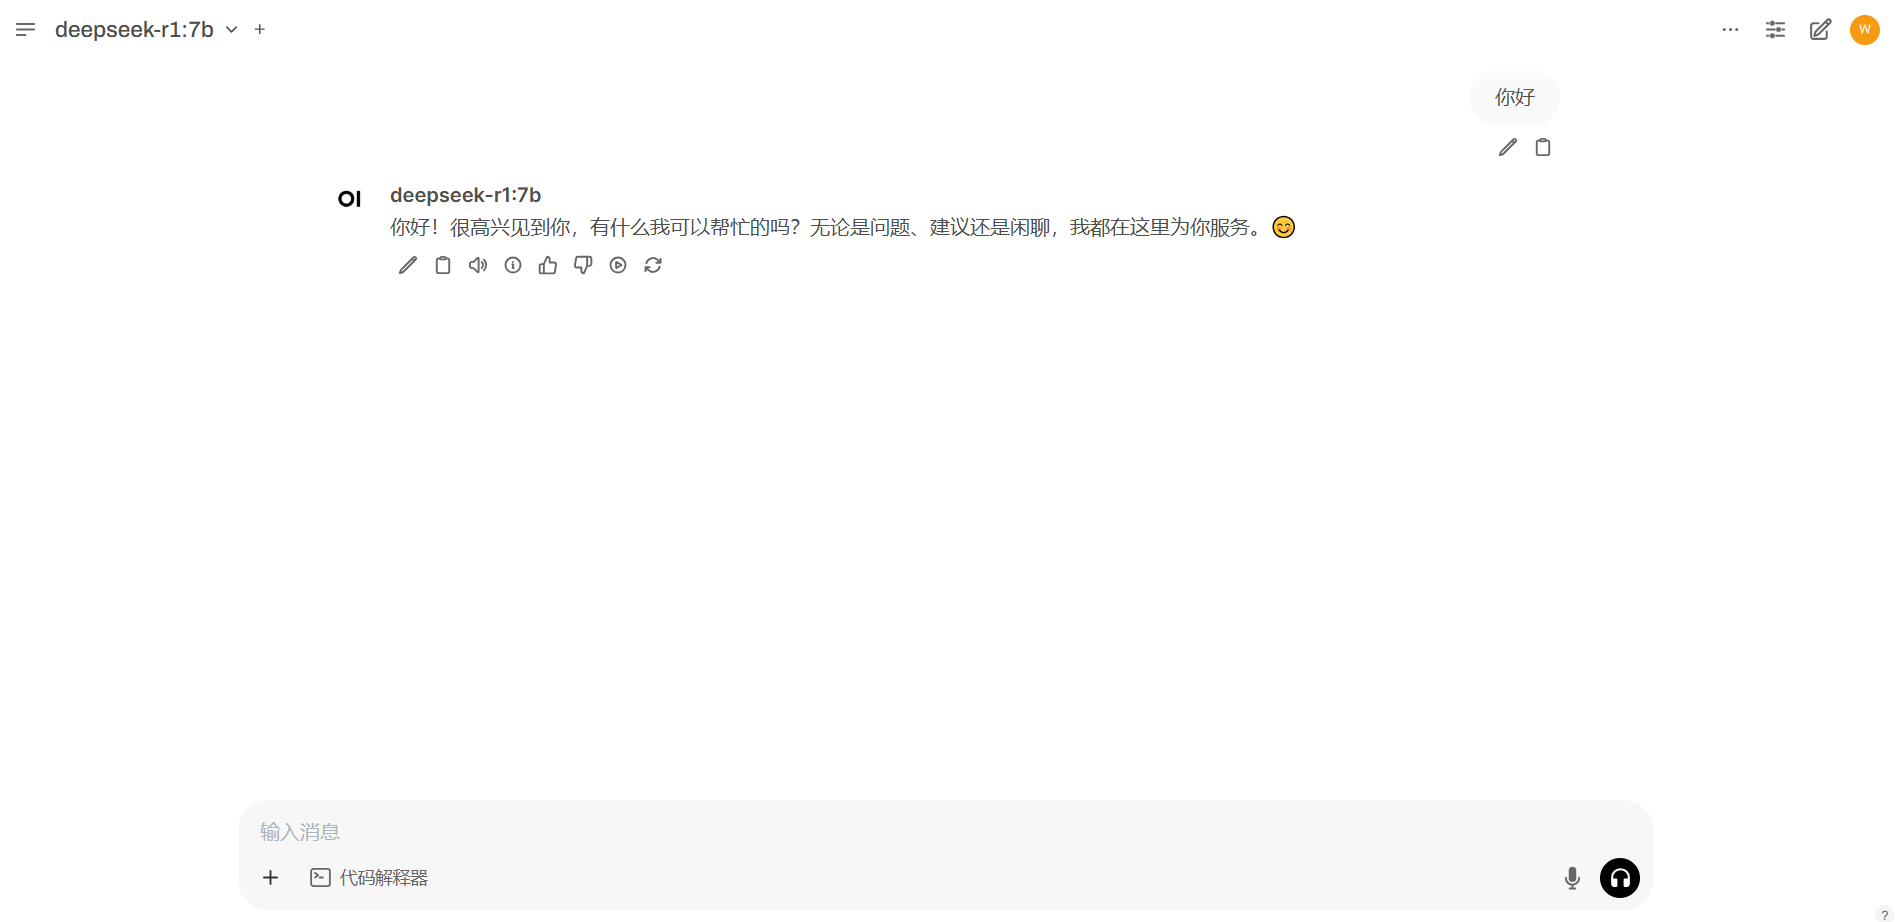 deepseek-r1:7b
W
你好
OI
deepseek-r1:7b
你好！很高兴见到你，有什么我可以帮忙的吗？无论是问题、建议还是闲聊，我都在这里为你服务。😊
输入消息
代码解释器
?